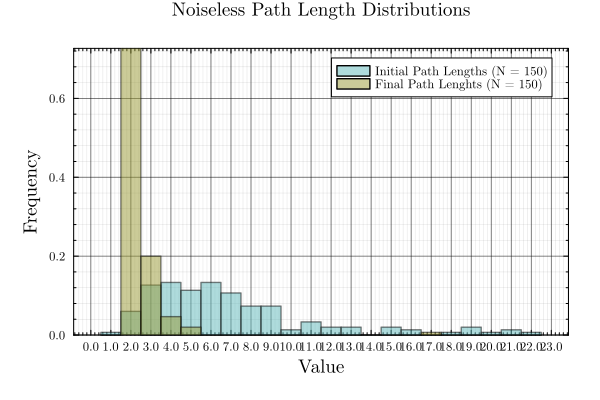 Noiseless Path Length Distributions
Initial Path Lengths (N = 150)
Final Path Lenghts (N = 150)
0.6
0.4
0.2
0.0
Frequency
0.0 1.0 2.0 3.0 4.0 5.0 6.0 7.0 8.0 9.0 10.0 11.0 12.0 13.0 14.0 15.0 16.0 17.0 18.0 19.0 20.0 21.0 22.0 23.0
Value